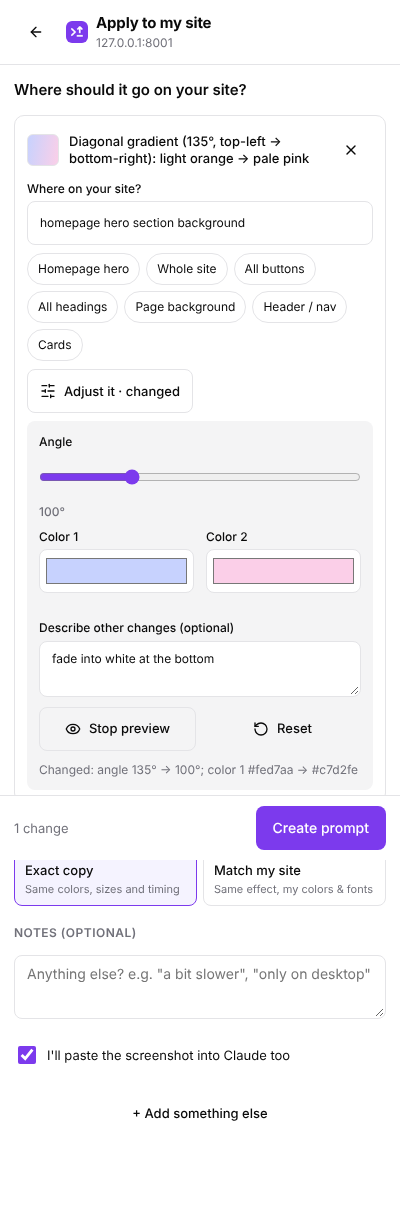 Apply to my site
127.0.0.1:8001
Where should it go on your site?
Diagonal gradient (135°, top-left →
bottom-right): light orange → pale pink
Where on your site?
homepage hero section background
Homepage hero
Whole site
All buttons
All headings
Page background
Header / nav
Cards
Adjust it · changed
Angle
100°
Color 1
Color 2
Describe other changes (optional)
fade into white at the bottom
Stop preview
Reset
Changed: angle 135° → 100°; color 1 #fed7aa → #c7d2fe
1 change
Create prompt
Exact copy
Same colors, sizes and timing
Match my site
Same effect, my colors & fonts
NOTES (OPTIONAL)
Anything else? e.g. "a bit slower", "only on desktop"
I'll paste the screenshot into Claude too
+ Add something else